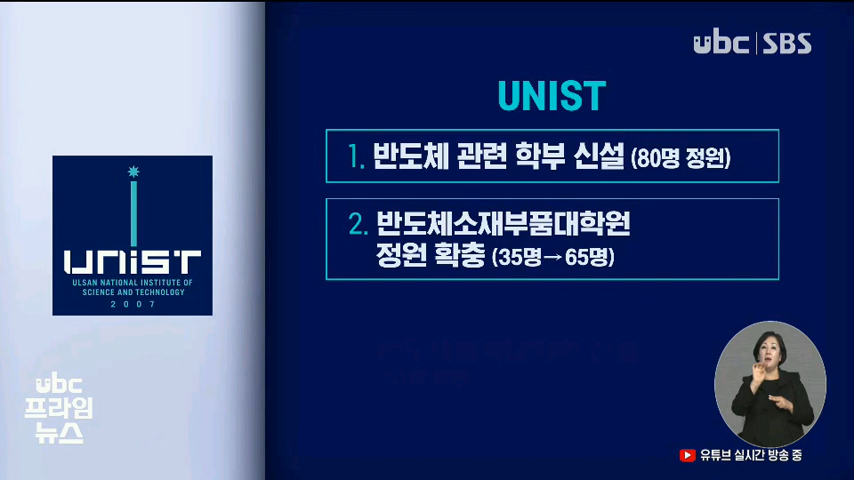 ubc SBS
UNIST
1. 반도체 관련 학부 신설 (80명 정원)
2. 반도체소재부품대학원
정원 확충 (35명→65명)
UNIST
ULSAN NATIONAL INSTITUTE OF
SCIENCE AND TECHNOLOGY
2007
ubc
프라임
뉴스
유튜브 실시간 방송 중